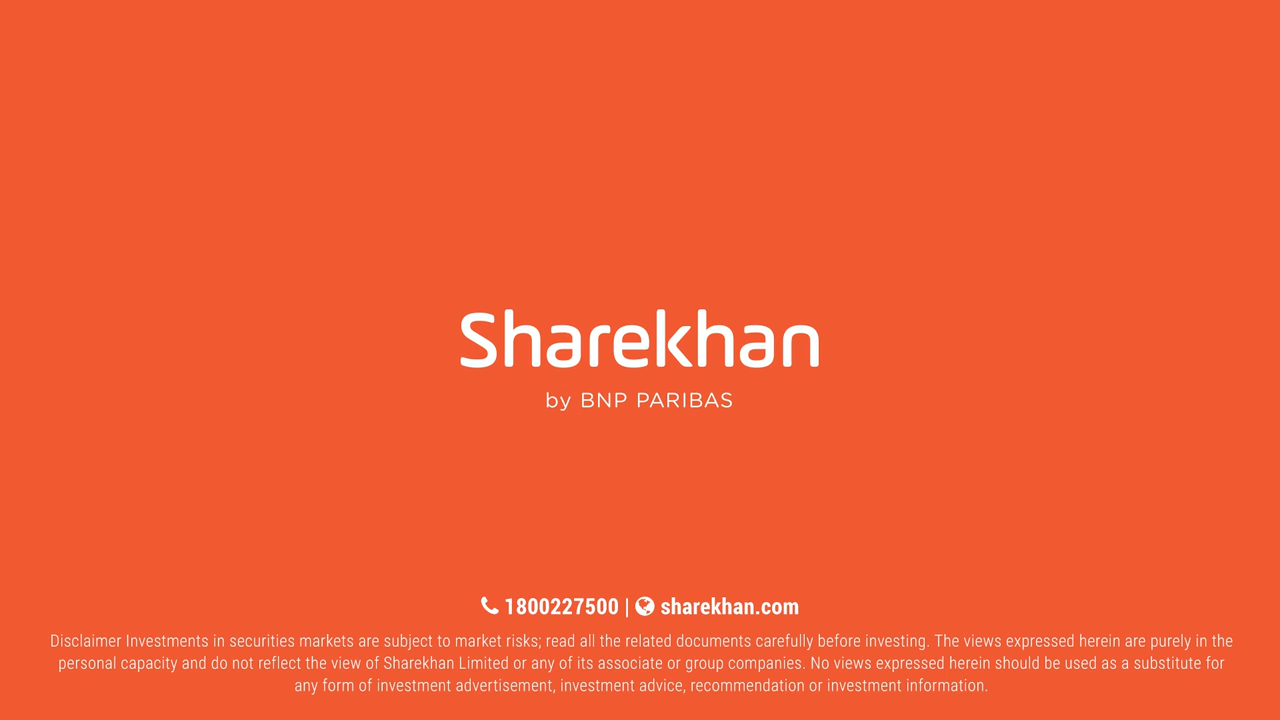 Sharekhan
by BNP PARIBAS
1800227500 | sharekhan.com
Disclaimer Investments in securities markets are subject to market risks; read all the related documents carefully before investing. The views expressed herein are purely in the
personal capacity and do not reflect the view of Sharekhan Limited or any of its associate or group companies. No views expressed herein should be used as a substitute for
any form of investment advertisement, investment advice, recommendation or investment information.